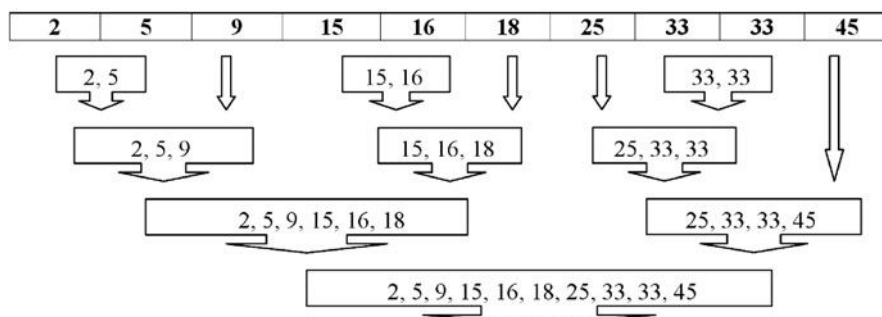 2 5 9 15 16 18 25 33 33 45
2, 5 15, 16 33, 33
2, 5, 9 15, 16, 18 25, 33, 33
2, 5, 9, 15, 16, 18 25, 33, 33, 45
2, 5, 9, 15, 16, 18, 25, 33, 33, 45